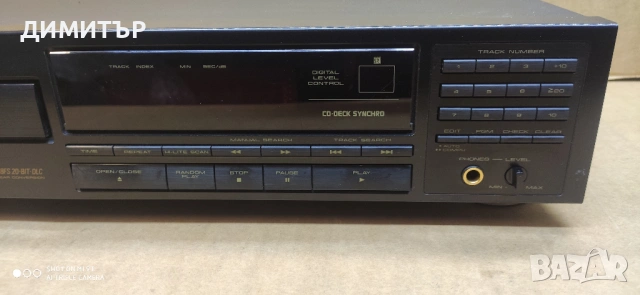 ДИМИТЪР
TRACK NUMBER
TRACK INDEX MIN SEC/dB
DIGITAL
LEVEL
CONTROL
1 2 3 >10
4 5 6 ≥20
7 8 9 10
CD·DECK SYNCHRO
MANUAL SEARCH TRACK SEARCH
EDIT PGM CHECK CLEAR
TIME REPEAT HI-LITE SCAN
PHONES LEVEL
20-BIT DLC
OPEN/CLOSE RANDOM PLAY STOP PAUSE PLAY
MIN MAX
BAZAR